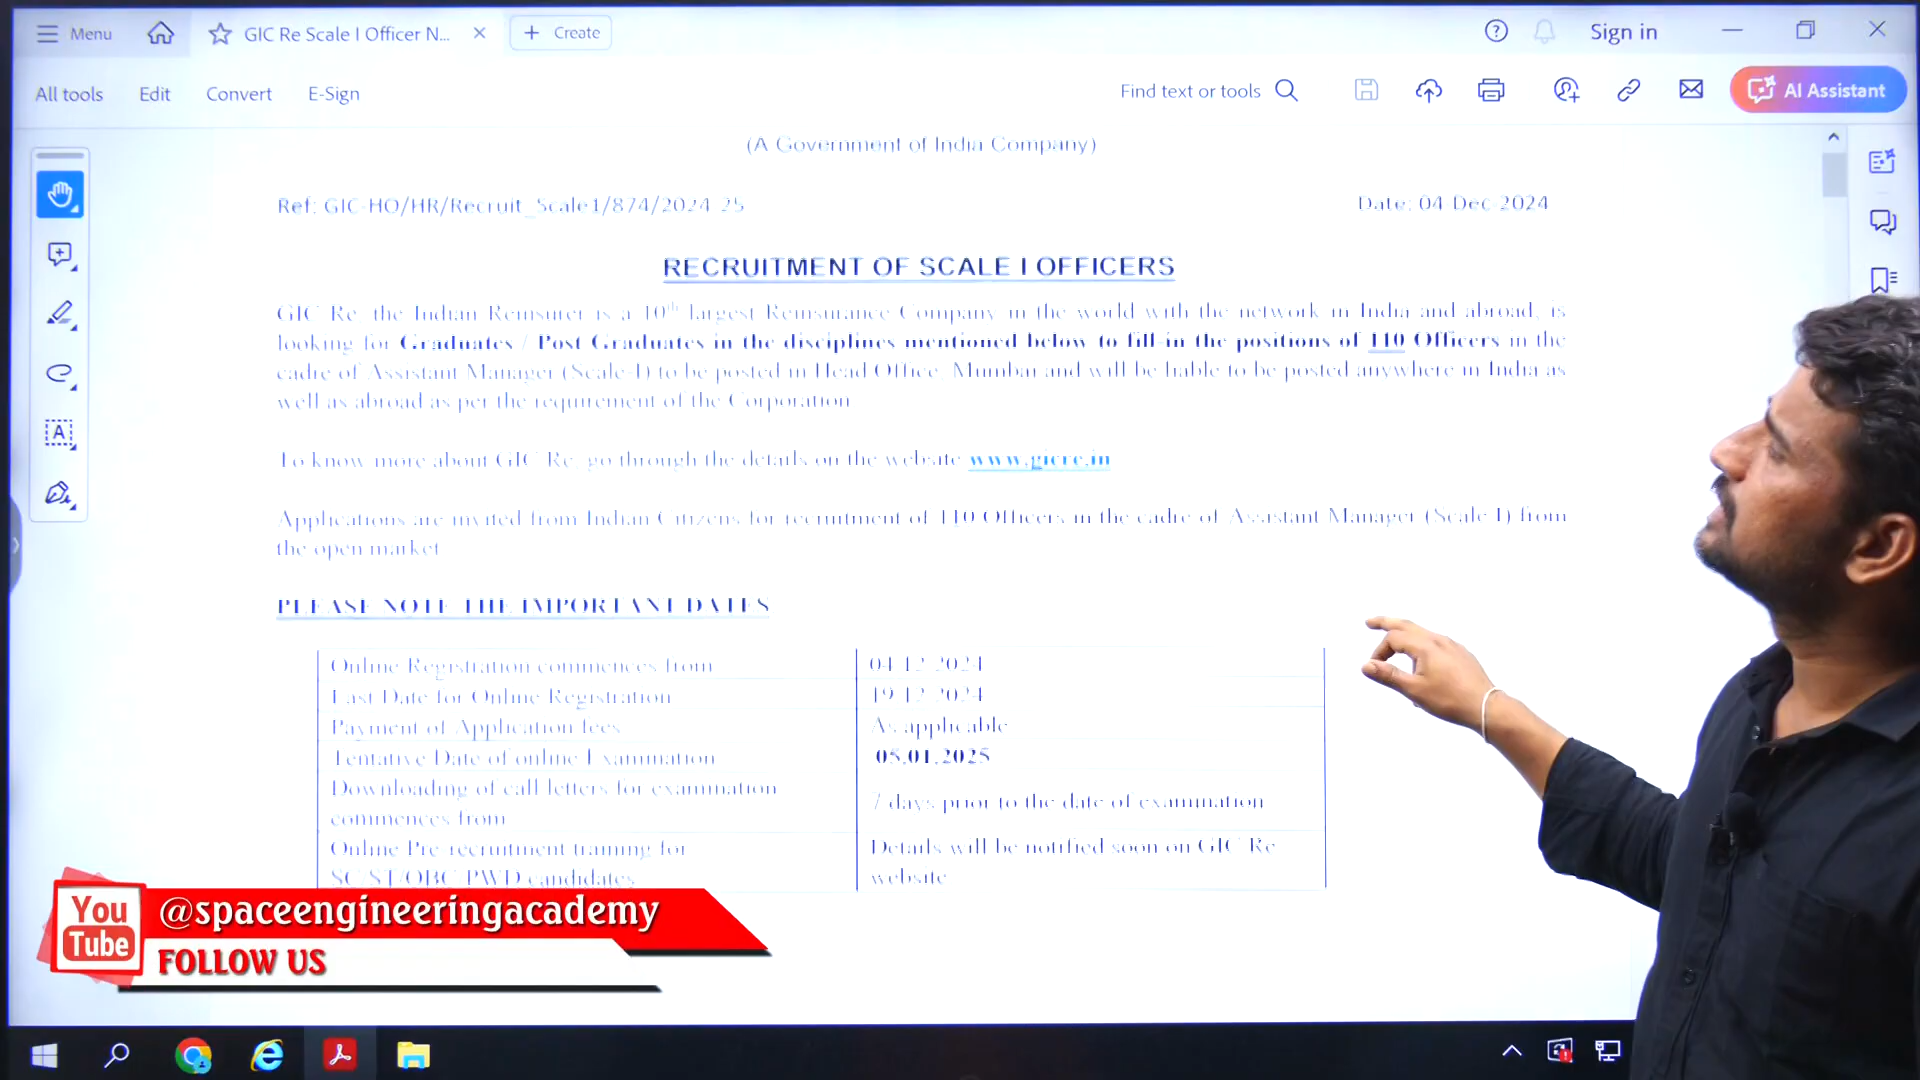 Menu
GIC Re Scale I Officer N...
Create
Sign in
All tools
Edit
Convert
E-Sign
Find text or tools
AI Assistant
(A Government of India Company)
Ref: GIC-HO/HR/Recruit_Scale1/874/2024-25
Date: 04 Dec 2024
RECRUITMENT OF SCALE I OFFICERS
GIC Re, the Indian Reinsurer is a 10th largest Reinsurance Company in the world with the network in India and abroad, is
looking for Graduates / Post Graduates in the disciplines mentioned below to fill in the positions of 110 Officers in the
cadre of Assistant Manager (Scale-I) to be posted in Head Office, Mumbai and will be liable to be posted anywhere in India as
well as abroad as per the requirement of the Corporation.
To know more about GIC Re, go through the details on the website www.gicre.in
Applications are invited from Indian Citizens for recruitment of 110 Officers in the cadre of Assistant Manager (Scale I) from
the open market.
PLEASE NOTE THE IMPORTANT DATES
Online Registration commences from 04.12.2024
Last Date for Online Registration 19.12.2024
Payment of Application fees As applicable
Tentative Date of online Examination 05.01.2025
Downloading of call letters for examination
commences from
7 days prior to the date of examination
Online Pre-recruitment training for
SC/ST/OBC/PWD candidates
Details will be notified soon on GIC Re
website
You
Tube
@spaceengineeringacademy
FOLLOW US